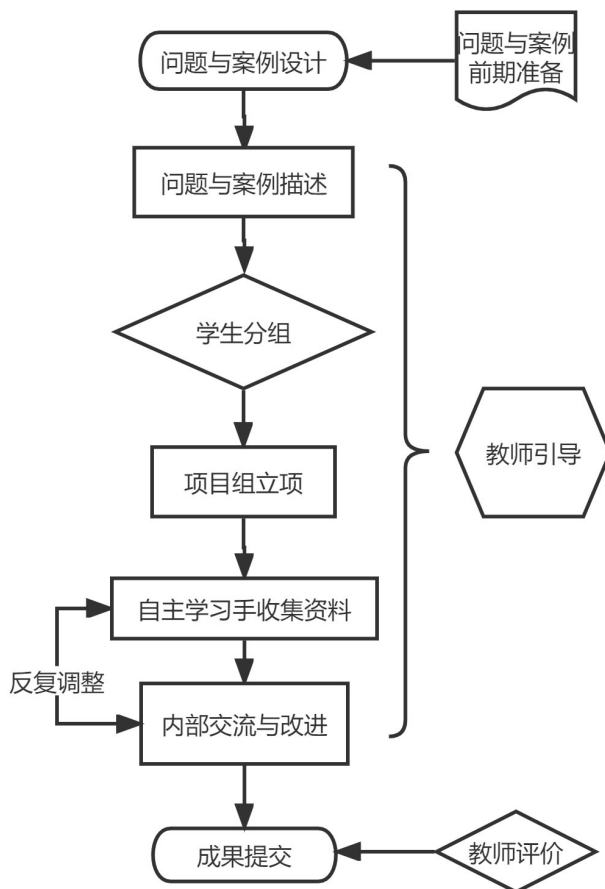 问题与案例设计
问题与案例
前期准备
问题与案例描述
学生分组
项目组立项
教师引导
自主学习手收集资料
反复调整
内部交流与改进
成果提交
教师评价